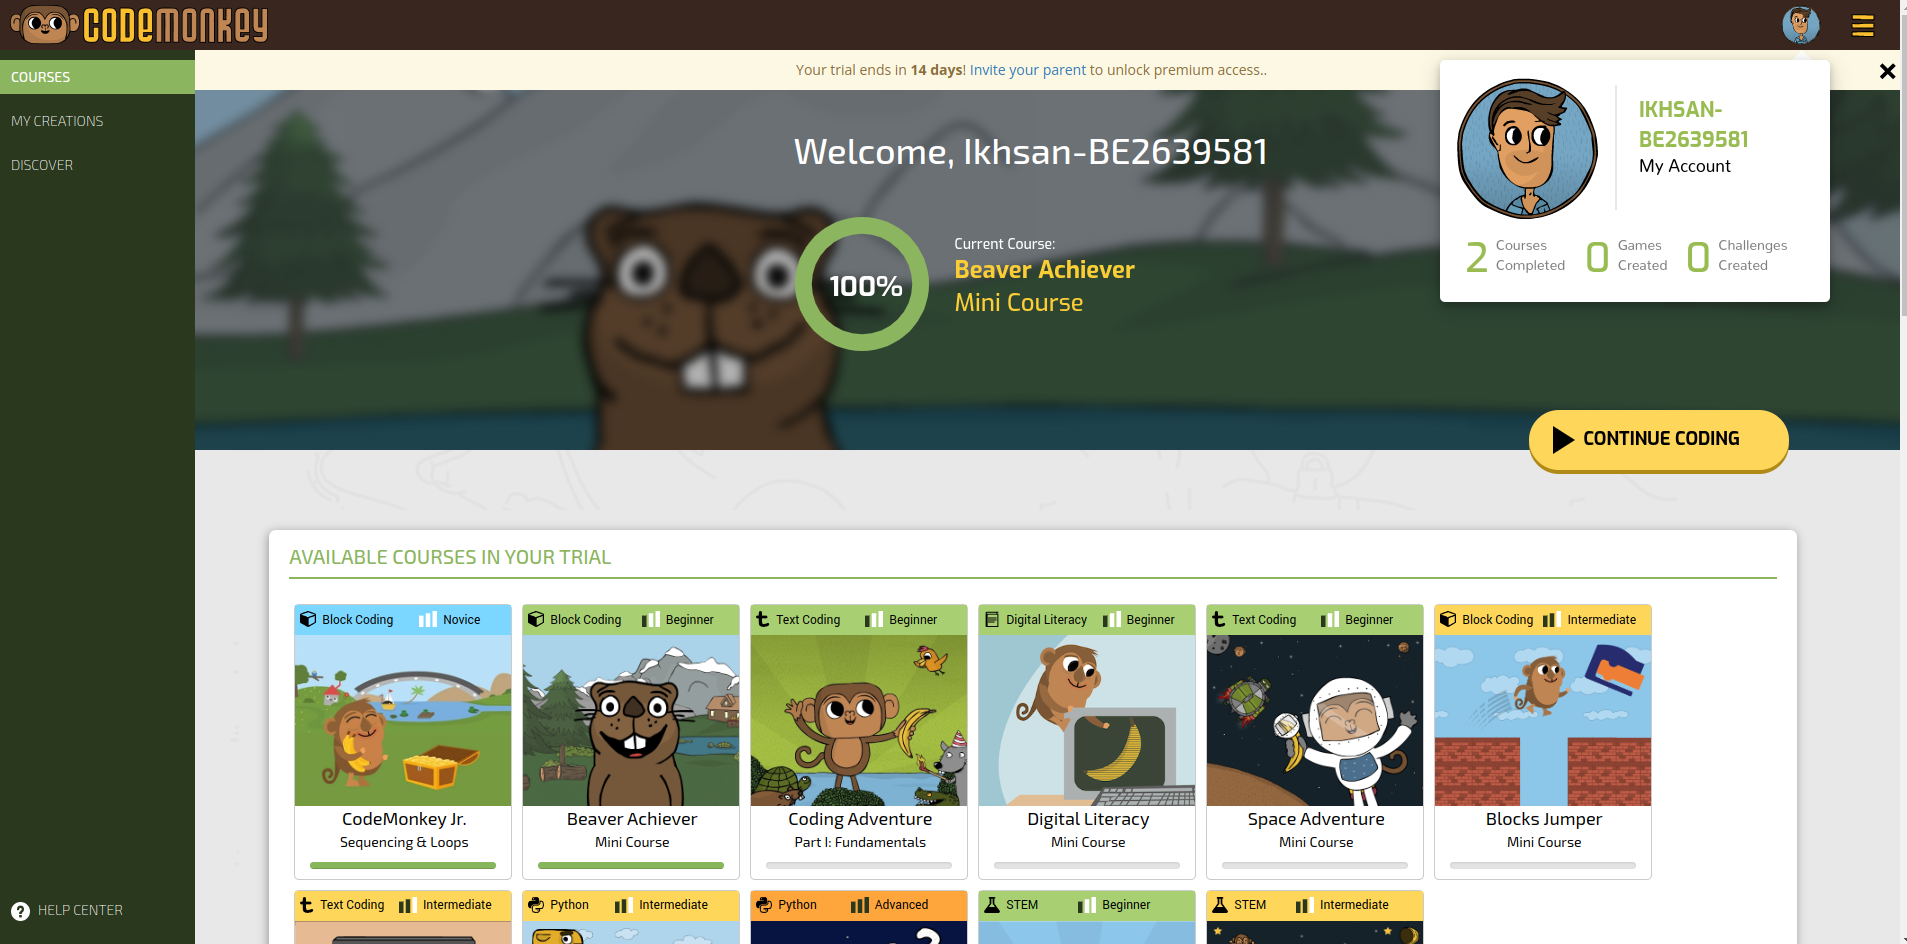 CODEMONKEY
COURSES
MY CREATIONS
DISCOVER
HELP CENTER
Your trial ends in 14 days! Invite your parent to unlock premium access..
Welcome, Ikhsan-BE2639581
100%
Current Course:
Beaver Achiever
Mini Course
IKHSAN-
BE2639581
My Account
2 Courses Completed
0 Games Created
0 Challenges Created
CONTINUE CODING
AVAILABLE COURSES IN YOUR TRIAL
Block Coding Novice
CodeMonkey Jr.
Sequencing & Loops
Block Coding Beginner
Beaver Achiever
Mini Course
Text Coding Beginner
Coding Adventure
Part I: Fundamentals
Digital Literacy Beginner
Digital Literacy
Mini Course
Text Coding Beginner
Space Adventure
Mini Course
Block Coding Intermediate
Blocks Jumper
Mini Course
Text Coding Intermediate
Python Intermediate
Python Advanced
STEM Beginner
STEM Intermediate